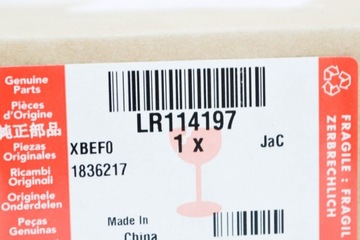 Genuine
Parts
Pièces
d'Origine
純正部品
Piezas
Originales
Ricambi
Originali
Originele
Onderdelen
Peças
Genuínas
LR114197
1 x
XBEF0
JaC
1836217
Made In
China
FRAGILE : FRAGIL
ZERBRECHLICH